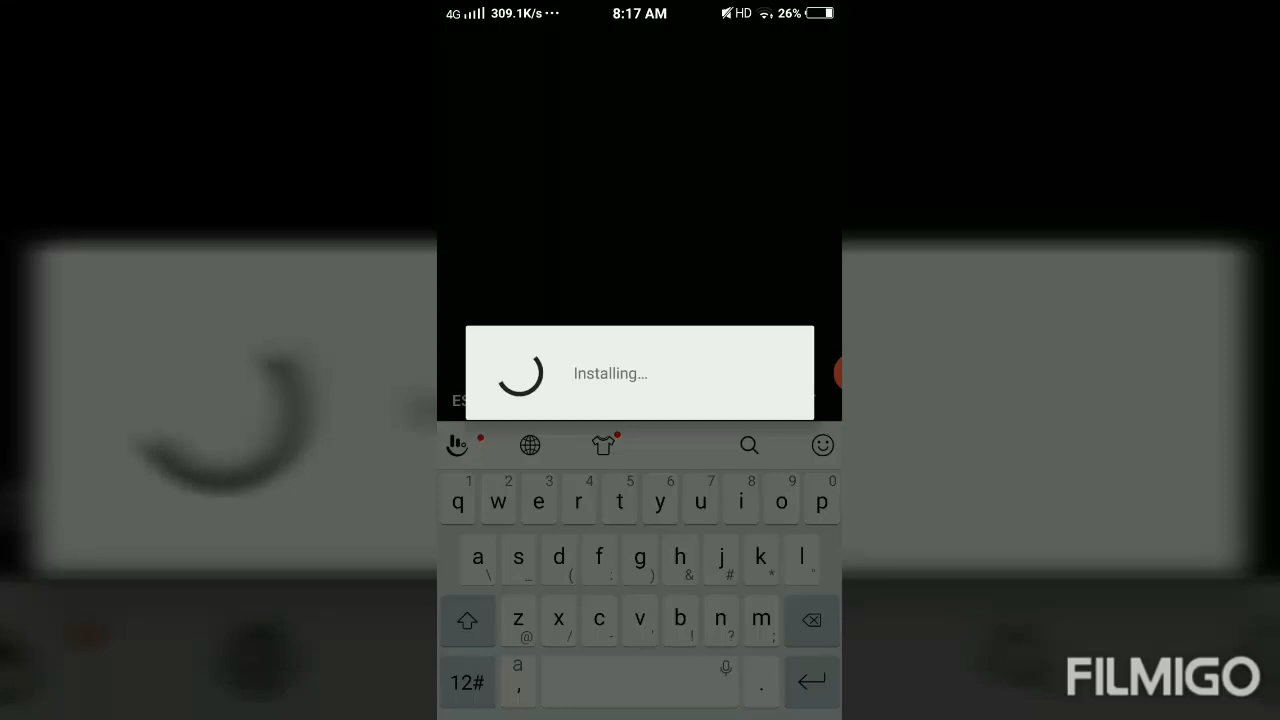 4G 309.1K/s ··· 8:17 AM HD 26%
Installing...
ES
1 2 3 4 5 6 7 8 9 0
q w e r t y u i o p
a s d f g h j k l
\ _ ( : ) & # * "
z x c v b n m
@ / - ' ! ? ;
12# a , .
FILMIGO